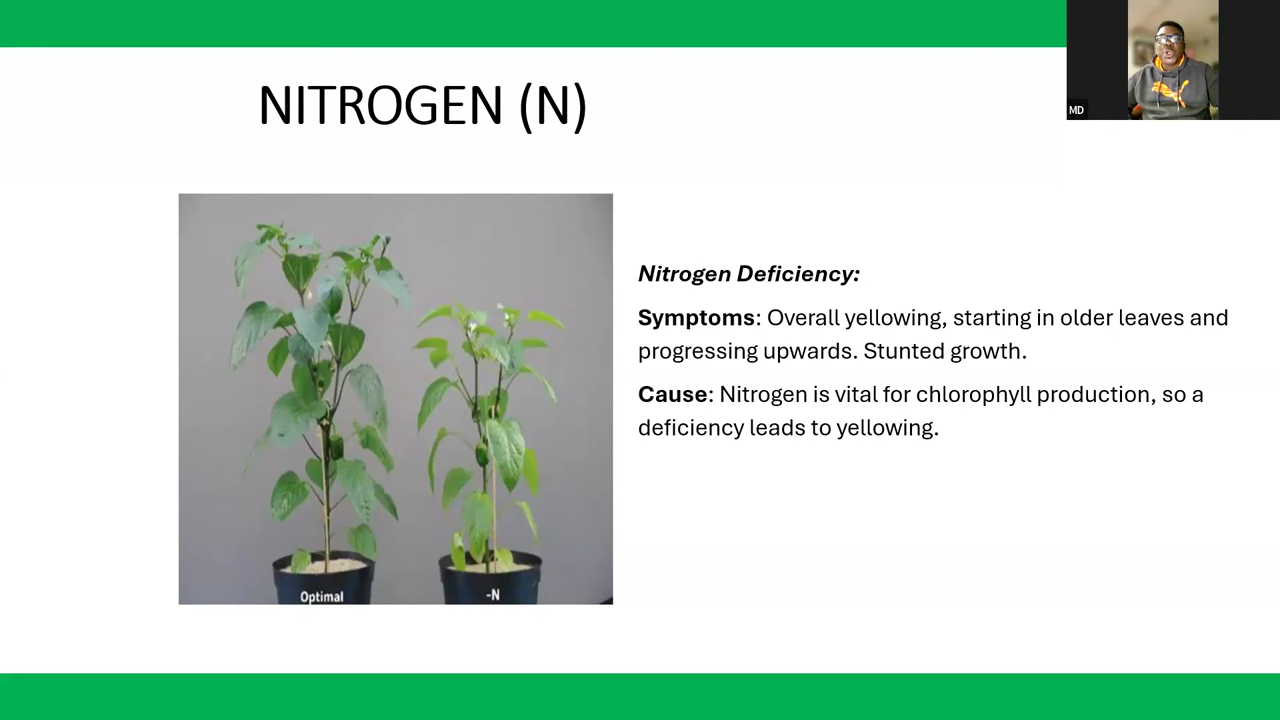 NITROGEN (N)
MD
Nitrogen Deficiency:
Symptoms: Overall yellowing, starting in older leaves and
progressing upwards. Stunted growth.
Cause: Nitrogen is vital for chlorophyll production, so a
deficiency leads to yellowing.
Optimal
-N